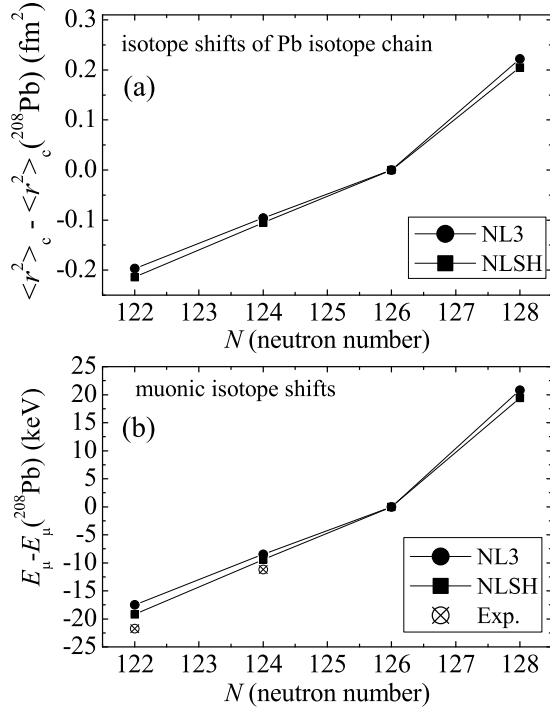 isotope shifts of Pb isotope chain
(a)
<r²>c - <r²>c(²⁰⁸Pb) (fm²)
0.3
0.2
0.1
0.0
-0.1
-0.2
NL3
NLSH
122 123 124 125 126 127 128
N (neutron number)
muonic isotope shifts
(b)
Eμ-Eμ(²⁰⁸Pb) (keV)
25
20
15
10
5
0
-5
-10
-15
-20
-25
NL3
NLSH
Exp.
122 123 124 125 126 127 128
N (neutron number)